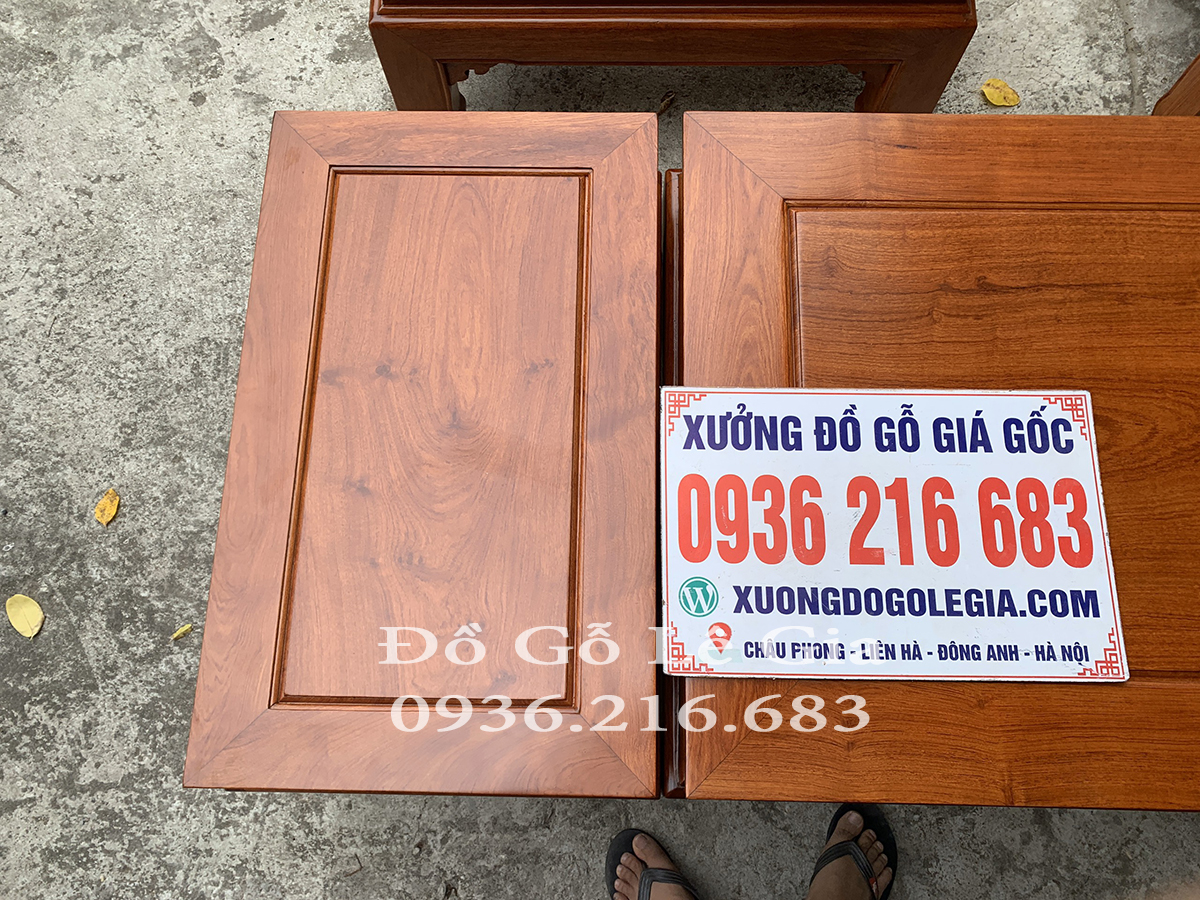 XƯỞNG ĐỒ GỖ GIÁ GỐC
0936 216 683
XUONGDOGOLEGIA.COM
CHÂU PHONG - LIÊN HÀ - ĐÔNG ANH - HÀ NỘI
Đồ Gỗ Lê Gia
0936.216.683